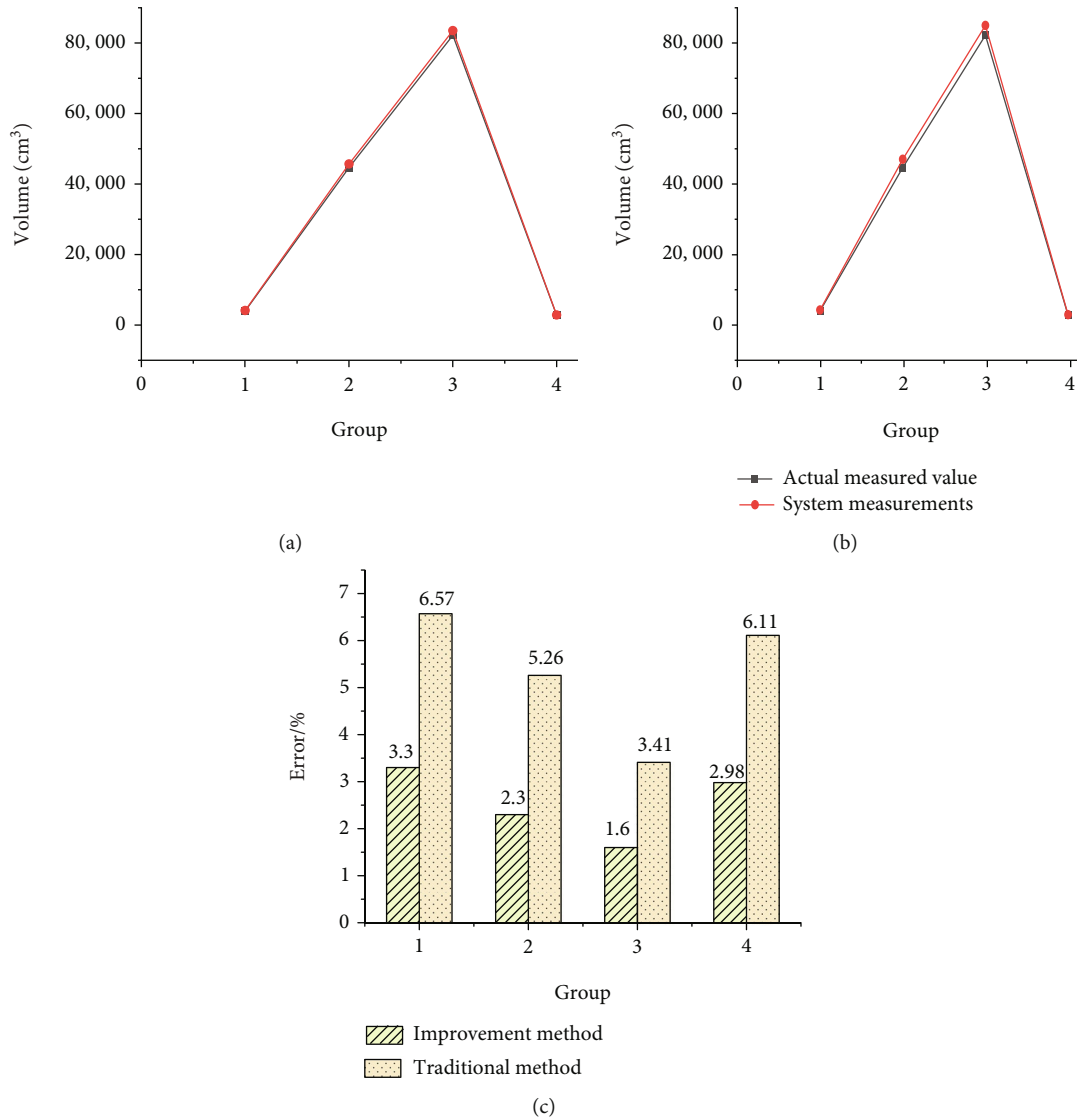 80, 000
60, 000
40, 000
20, 000
0
Volume (cm³)
0 1 2 3 4
Group
(a)
80, 000
60, 000
40, 000
20, 000
0
Volume (cm³)
0 1 2 3 4
Group
Actual measured value
System measurements
(b)
7
6
5
4
3
2
1
0
Error/%
3.3
6.57
2.3
5.26
1.6
3.41
2.98
6.11
1 2 3 4
Group
Improvement method
Traditional method
(c)